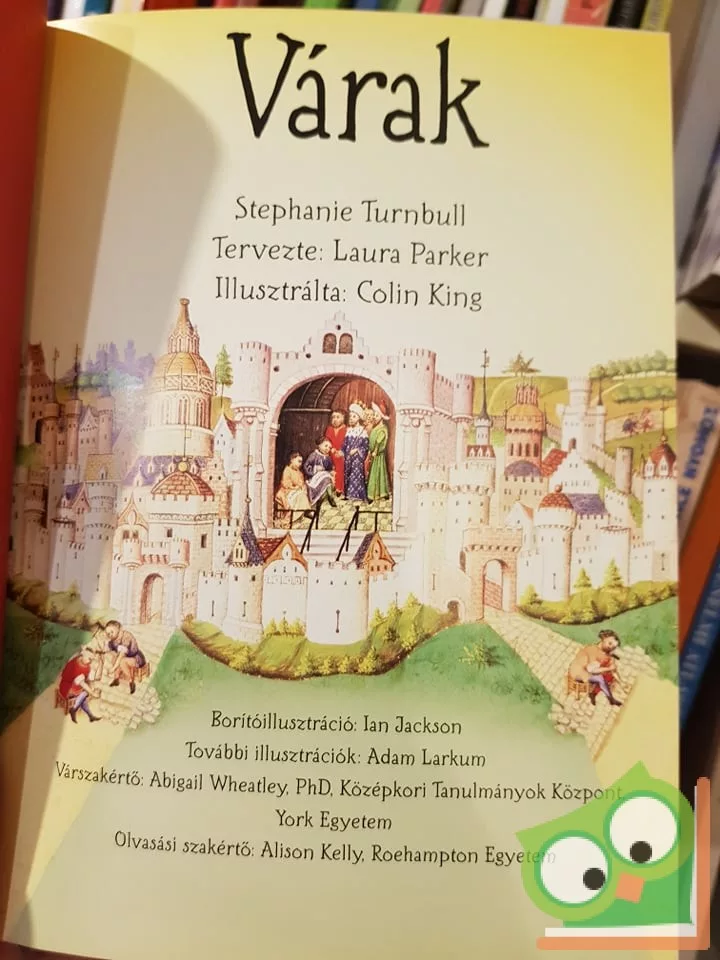 Várak
Stephanie Turnbull
Tervezte: Laura Parker
Illusztrálta: Colin King
Borítóillusztráció: Ian Jackson
További illusztrációk: Adam Larkum
Várszakértő: Abigail Wheatley, PhD, Középkori Tanulmányok Központ,
York Egyetem
Olvasási szakértő: Alison Kelly, Roehampton Egyetem